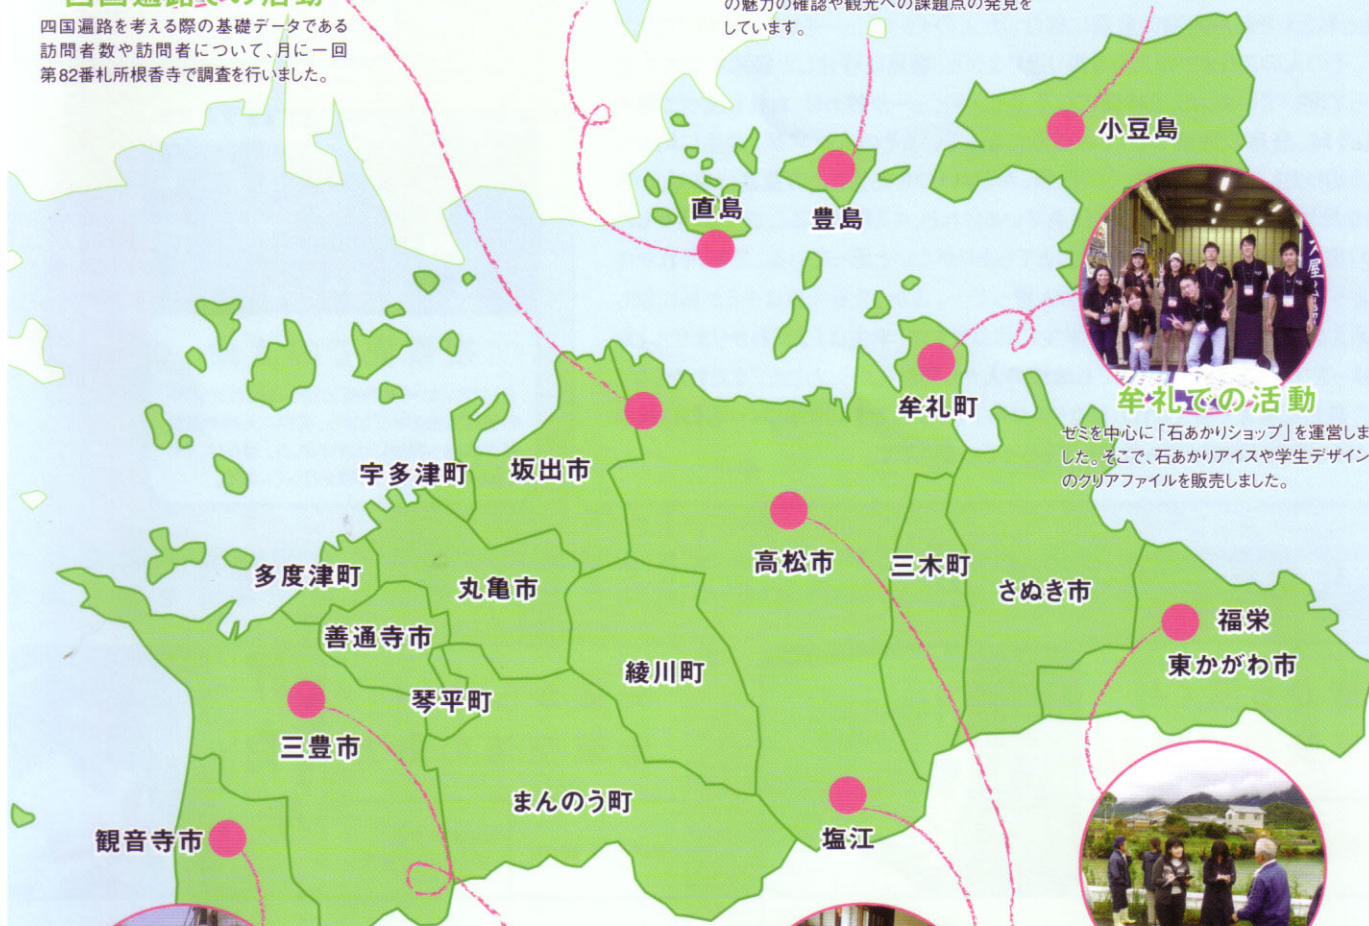 四国遍路での活動
四国遍路を考える際の基礎データである
訪問者数や訪問者について、月に一回
第82番札所根香寺で調査を行いました。
の魅力の確認や観光への課題点の発見を
しています。
小豆島
直島
豊島
牟礼町
牟礼での活動
ゼミを中心に「石あかりショップ」を運営しま
した。そこで、石あかりアイスや学生デザイン
のクリアファイルを販売しました。
宇多津町
坂出市
高松市
三木町
多度津町
丸亀市
さぬき市
福栄
善通寺市
東かがわ市
綾川町
琴平町
三豊市
まんのう町
観音寺市
塩江